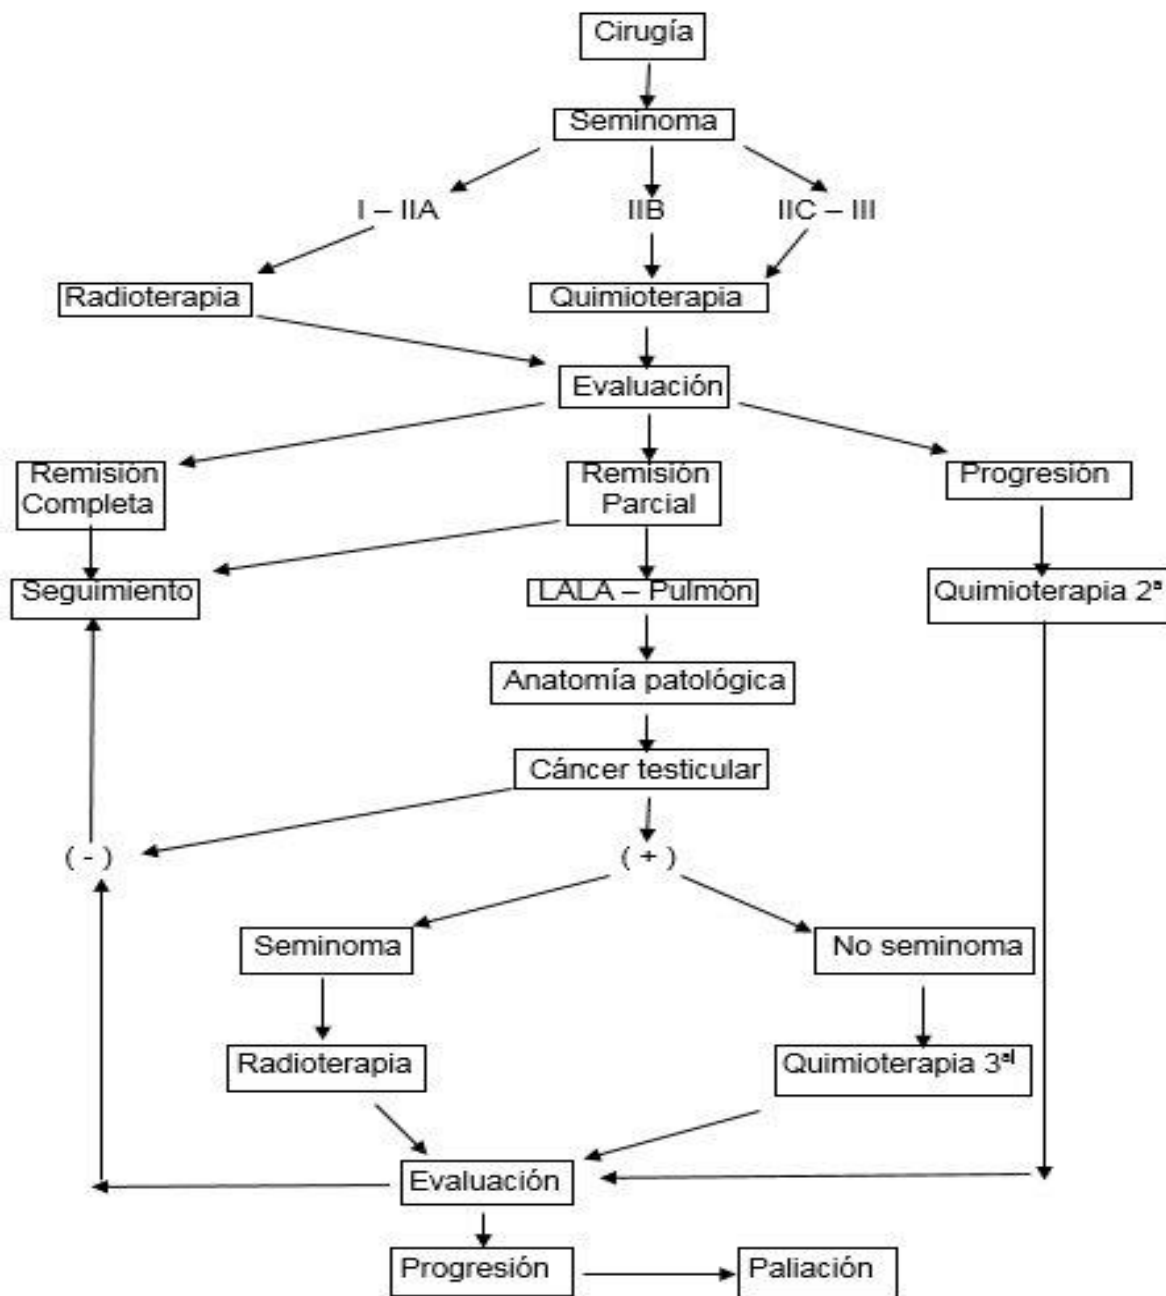 Cirugía
Seminoma
I – IIA
IIB
IIC – III
Radioterapia
Quimioterapia
Evaluación
Remisión
Completa
Remisión
Parcial
Progresión
Seguimiento
LALA – Pulmón
Quimioterapia 2ª
Anatomía patológica
Cáncer testicular
( - )
( + )
Seminoma
No seminoma
Radioterapia
Quimioterapia 3ªˡ
Evaluación
Progresión
Paliación